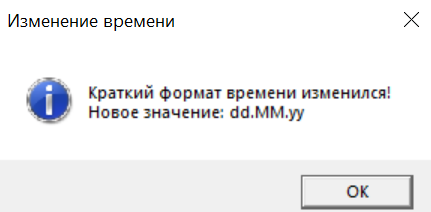 Изменение времени
Краткий формат времени изменился!
Новое значение: dd.MM.yy
OK